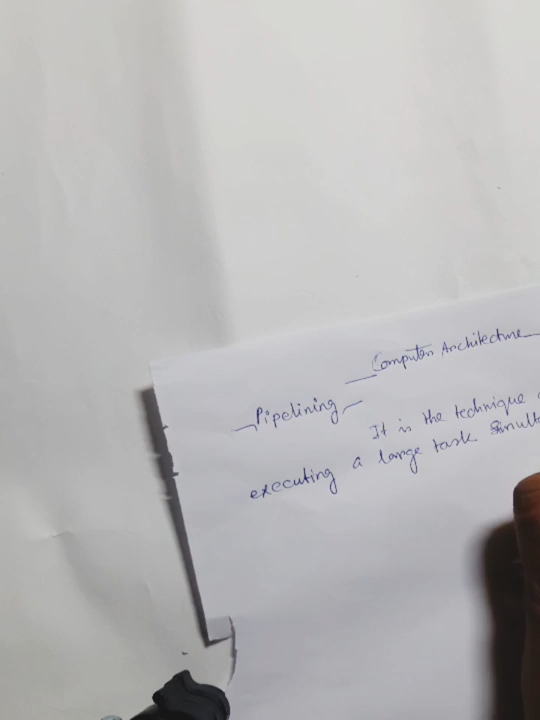 Computer Architecture
Pipelining
It is the technique
executing a large task